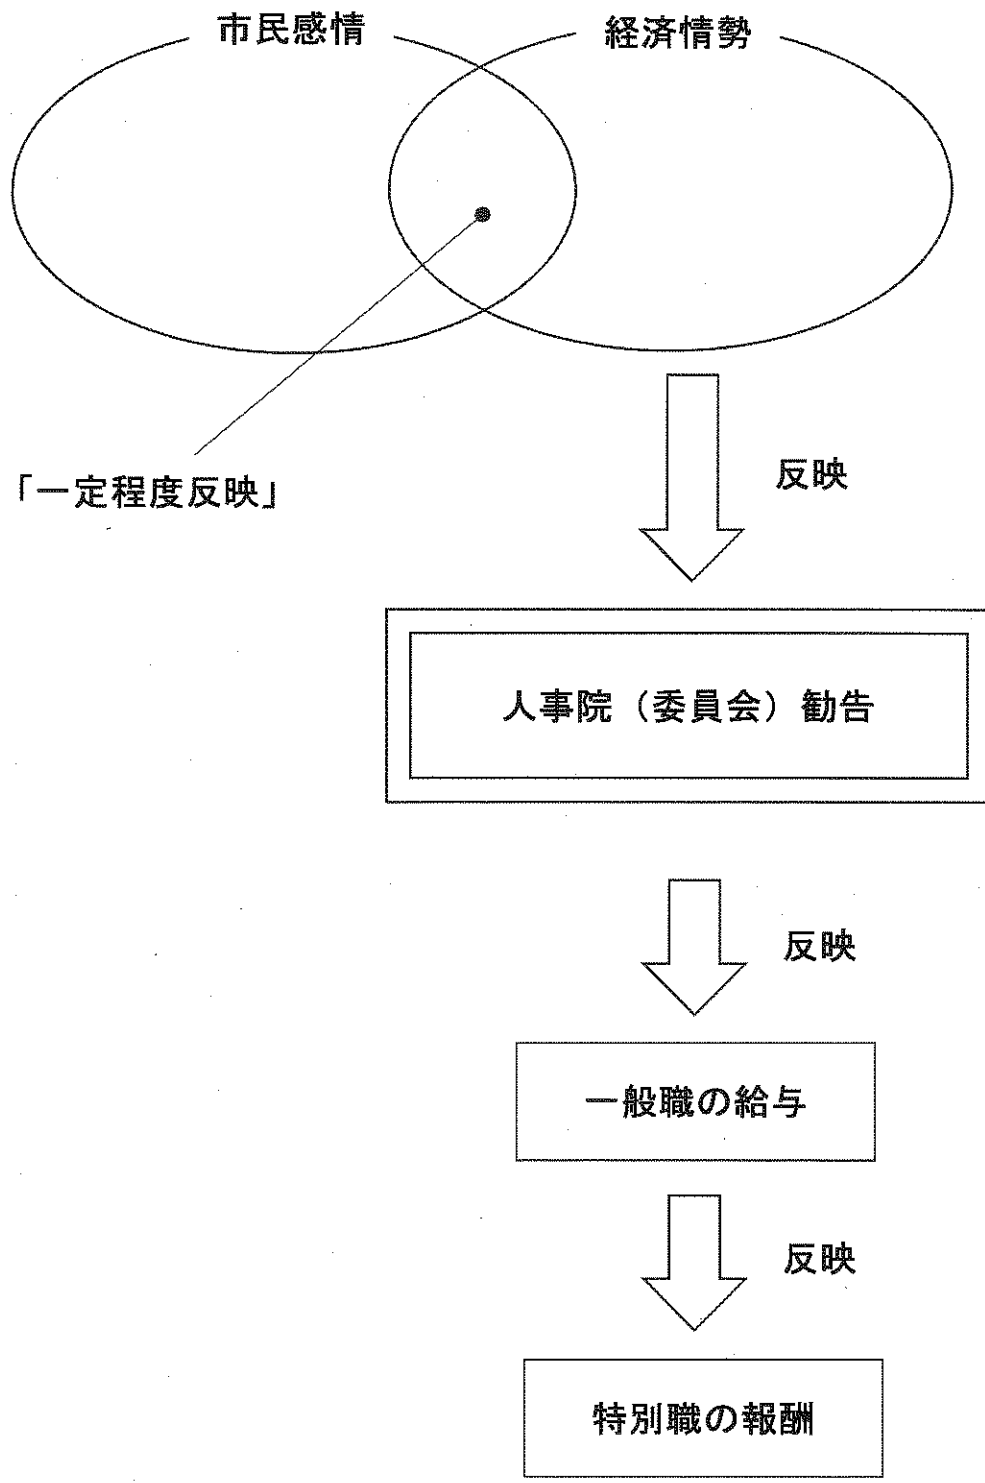 市民感情
経済情勢
「一定程度反映」
反映
人事院（委員会）勧告
反映
一般職の給与
反映
特別職の報酬